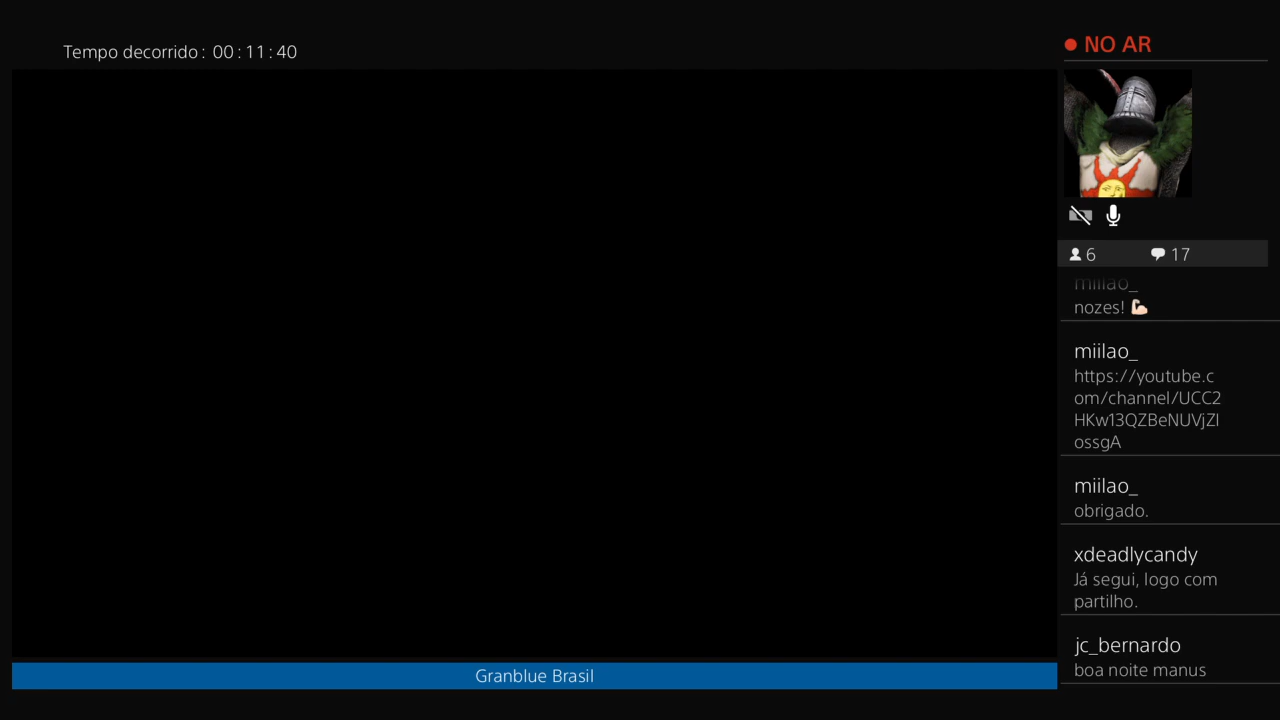 Tempo decorrido: 00:11:40
NO AR
6 17
miilao_
nozes! 💪🏻
miilao_
https://youtube.c
om/channel/UCC2
HKw13QZBeNUVjZI
ossgA
miilao_
obrigado.
xdeadlycandy
Já segui, logo com
partilho.
jc_bernardo
boa noite manus
Granblue Brasil